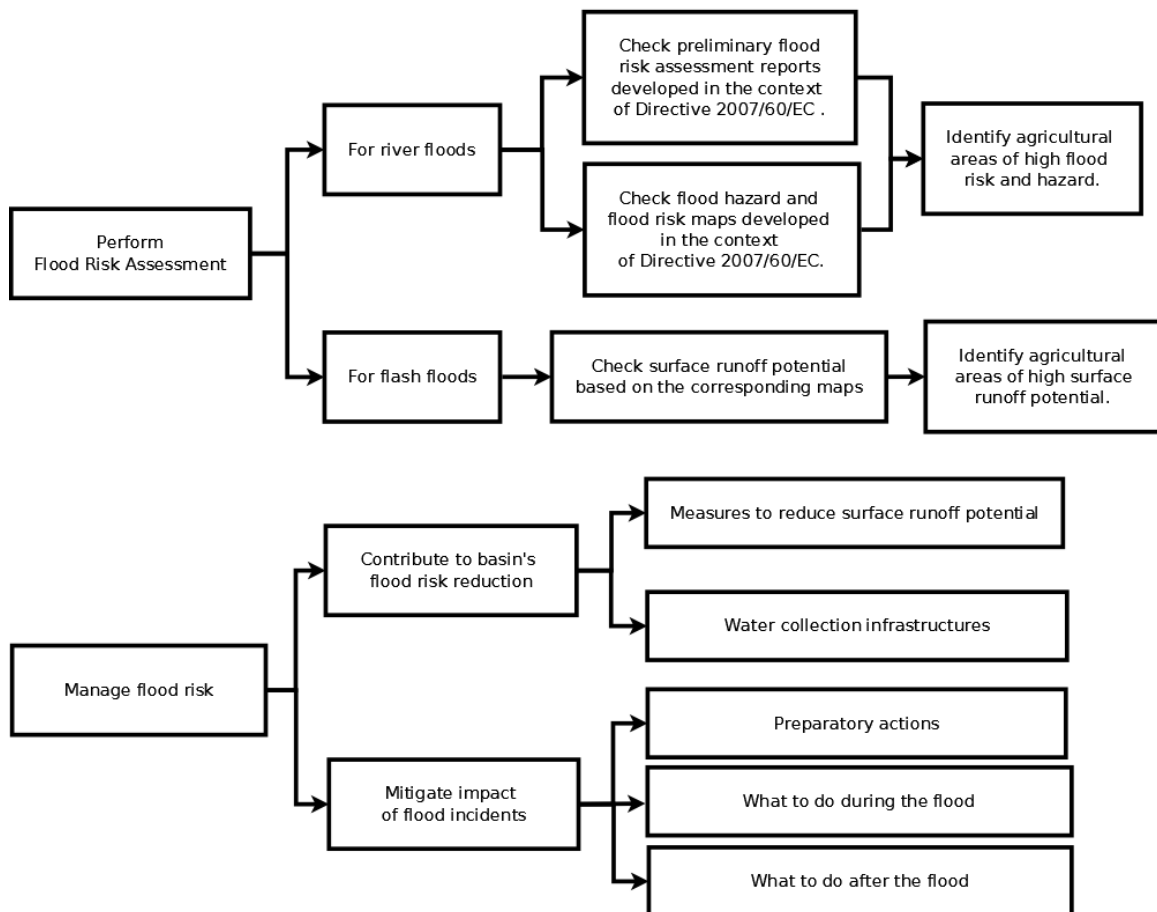 Check preliminary flood
risk assessment reports
developed in the context
of Directive 2007/60/EC .
For river floods
Identify agricultural
areas of high flood
risk and hazard.
Check flood hazard and
flood risk maps developed
in the context
of Directive 2007/60/EC.
Perform
Flood Risk Assessment
For flash floods
Check surface runoff potential
based on the corresponding maps
Identify agricultural
areas of high surface
runoff potential.
Measures to reduce surface runoff potential
Contribute to basin's
flood risk reduction
Water collection infrastructures
Manage flood risk
Preparatory actions
Mitigate impact
of flood incidents
What to do during the flood
What to do after the flood